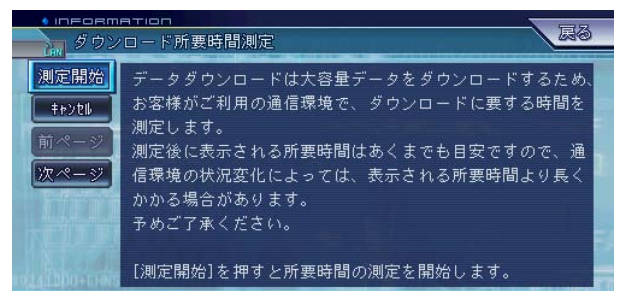 INFORMATION
LAN
ダウンロード所要時間測定
戻る
測定開始
キャンセル
前ページ
次ページ
データダウンロードは大容量データをダウンロードするため、
お客様がご利用の通信環境で、ダウンロードに要する時間を
測定します。
測定後に表示される所要時間はあくまでも目安ですので、通
信環境の状況変化によっては、表示される所要時間より長く
かかる場合があります。
予めご了承ください。
[測定開始]を押すと所要時間の測定を開始します。